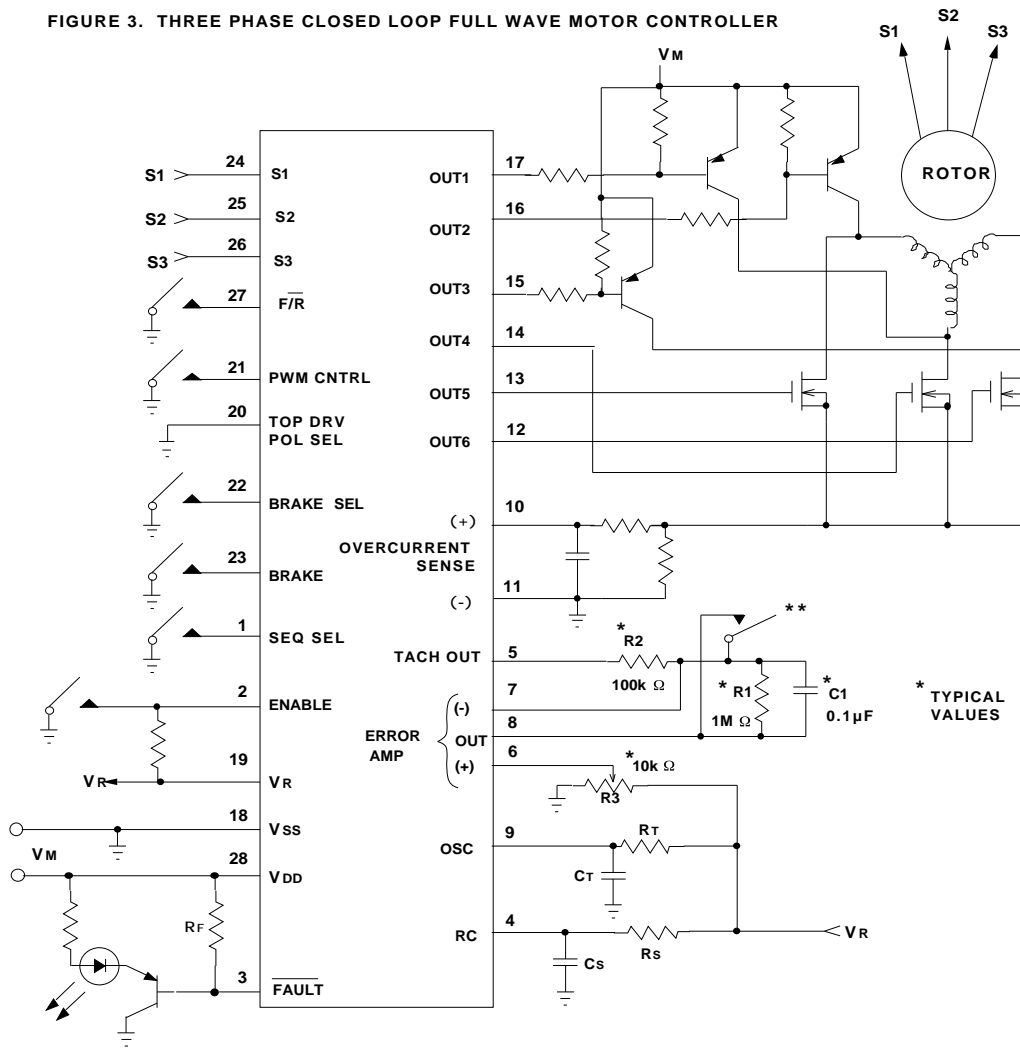 FIGURE 3. THREE PHASE CLOSED LOOP FULL WAVE MOTOR CONTROLLER
S1
S2
S3
ROTOR
VM
S1
24
S1
S2
25
S2
S3
26
S3
27
F/R
21
PWM CNTRL
20
TOP DRV
POL SEL
22
BRAKE SEL
23
BRAKE
1
SEQ SEL
2
ENABLE
19
VR
VR
18
VSS
VM
28
VDD
RF
3
FAULT
OUT1
17
OUT2
16
OUT3
15
OUT4
14
OUT5
13
OUT6
12
(+)
10
OVERCURRENT
SENSE
(-)
11
TACH OUT
5
* R2
100k Ω
**
ERROR
AMP
(-)
7
OUT
8
(+)
6
* R1
1M Ω
* C1
0.1µF
* TYPICAL
VALUES
*10k Ω
R3
OSC
9
RT
CT
RC
4
RS
CS
VR